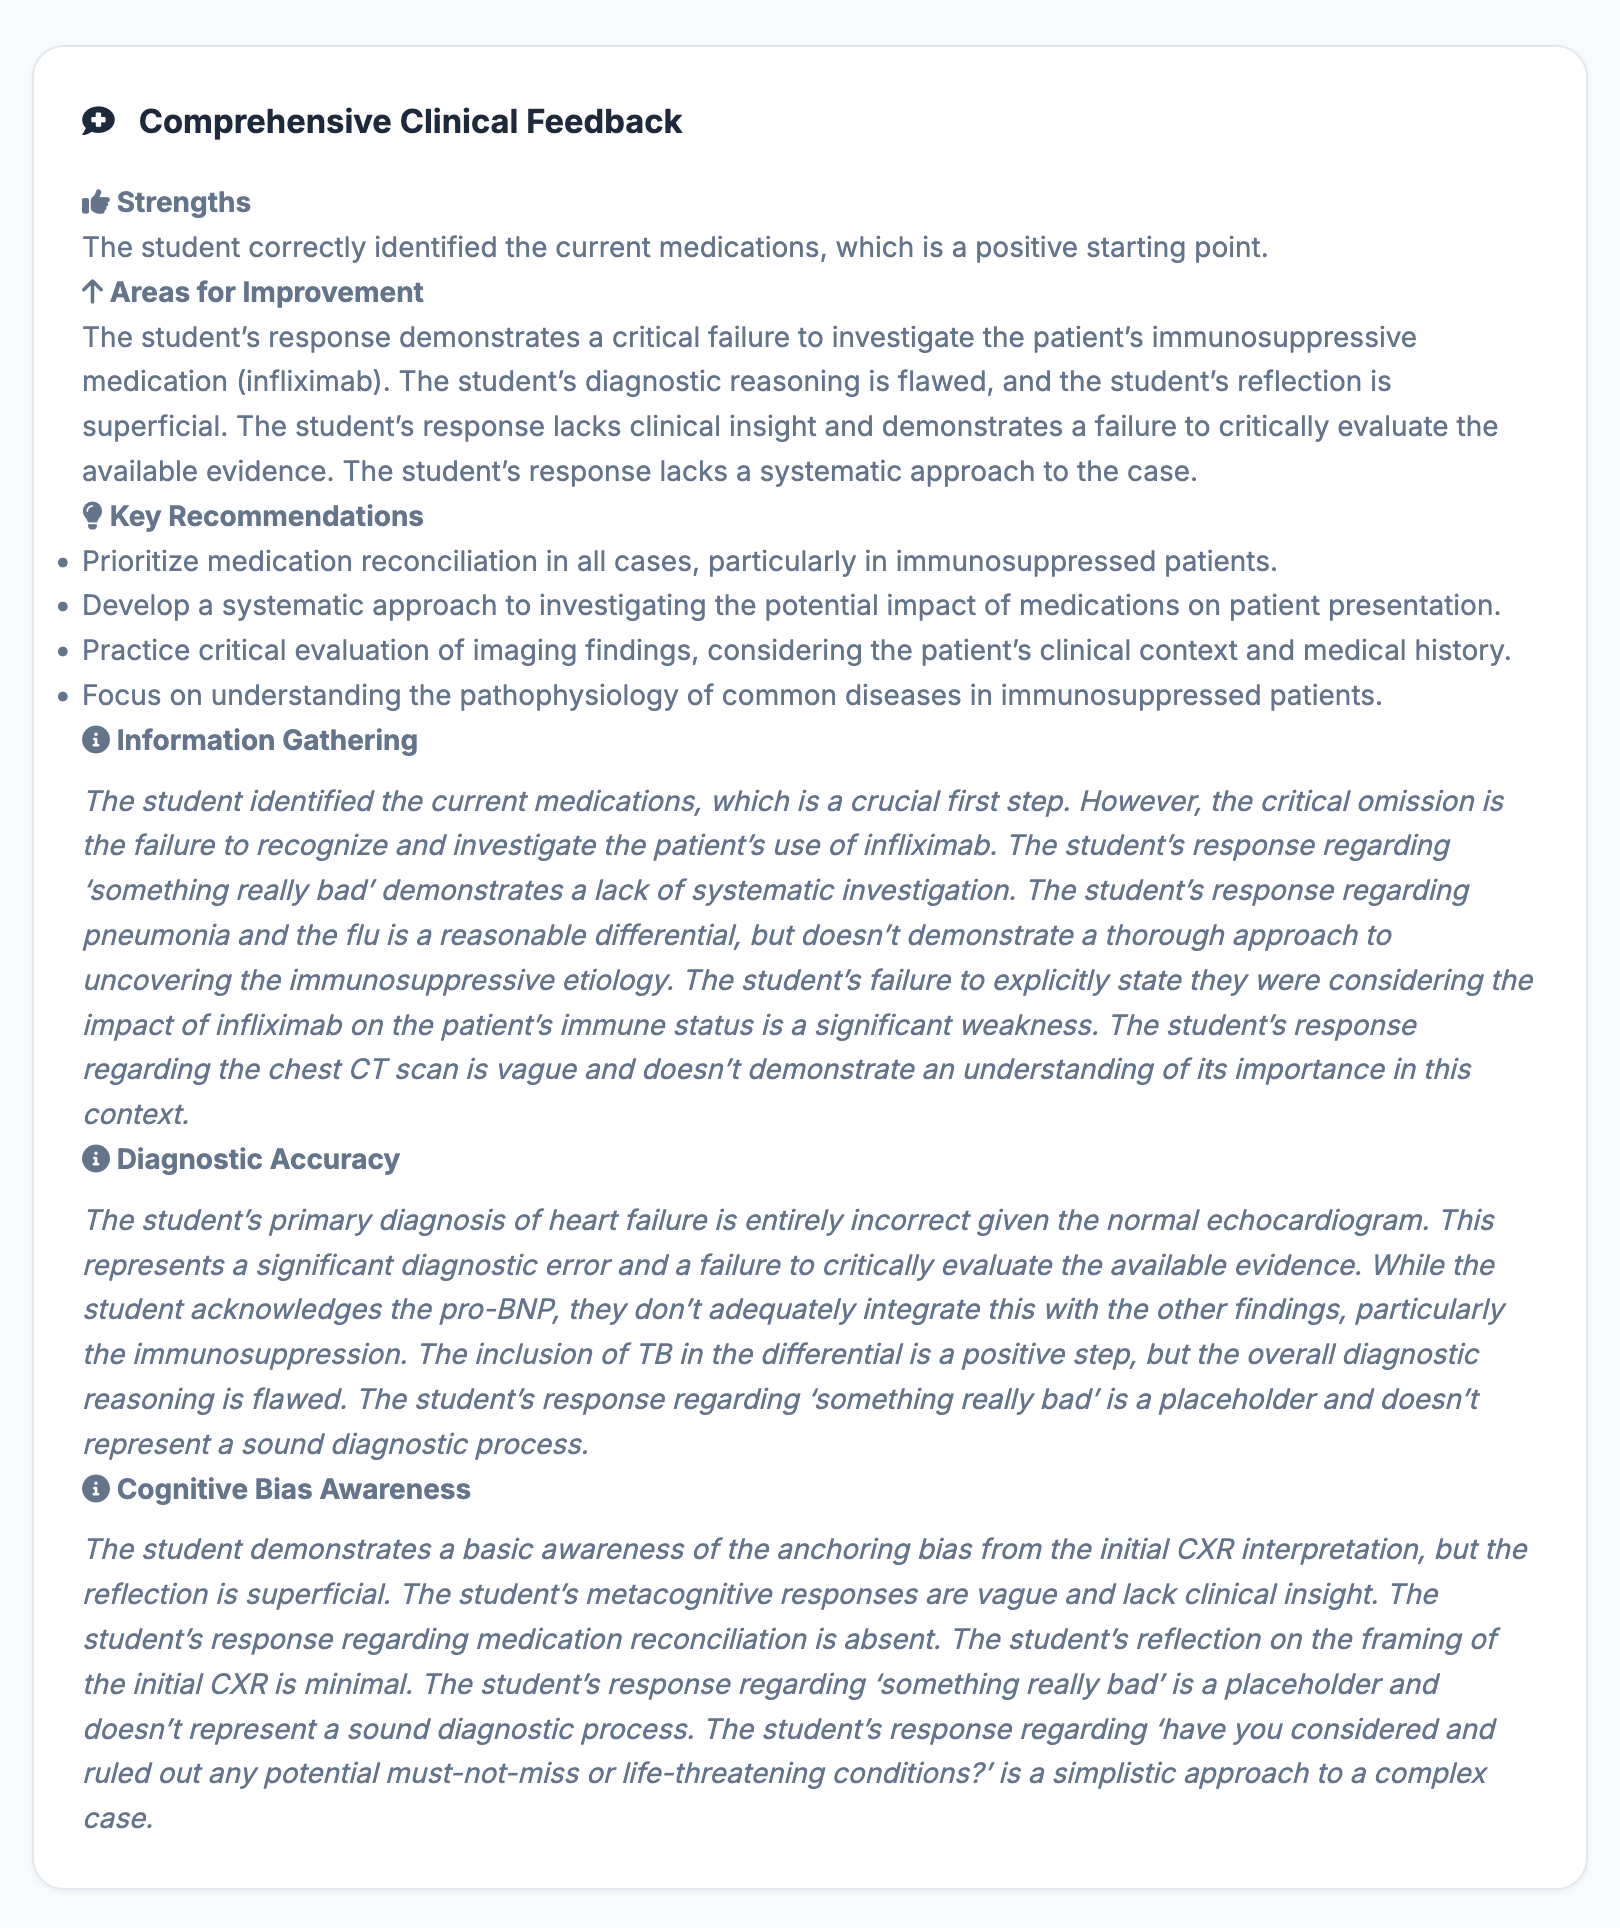 Comprehensive Clinical Feedback
Strengths
The student correctly identified the current medications, which is a positive starting point.
Areas for Improvement
The student’s response demonstrates a critical failure to investigate the patient’s immunosuppressive
medication (infliximab). The student’s diagnostic reasoning is flawed, and the student’s reflection is
superficial. The student’s response lacks clinical insight and demonstrates a failure to critically evaluate the
available evidence. The student’s response lacks a systematic approach to the case.
Key Recommendations
• Prioritize medication reconciliation in all cases, particularly in immunosuppressed patients.
• Develop a systematic approach to investigating the potential impact of medications on patient presentation.
• Practice critical evaluation of imaging findings, considering the patient’s clinical context and medical history.
• Focus on understanding the pathophysiology of common diseases in immunosuppressed patients.
Information Gathering
The student identified the current medications, which is a crucial first step. However, the critical omission is
the failure to recognize and investigate the patient’s use of infliximab. The student’s response regarding
‘something really bad’ demonstrates a lack of systematic investigation. The student’s response regarding
pneumonia and the flu is a reasonable differential, but doesn’t demonstrate a thorough approach to
uncovering the immunosuppressive etiology. The student’s failure to explicitly state they were considering the
impact of infliximab on the patient’s immune status is a significant weakness. The student’s response
regarding the chest CT scan is vague and doesn’t demonstrate an understanding of its importance in this
context.
Diagnostic Accuracy
The student’s primary diagnosis of heart failure is entirely incorrect given the normal echocardiogram. This
represents a significant diagnostic error and a failure to critically evaluate the available evidence. While the
student acknowledges the pro-BNP, they don’t adequately integrate this with the other findings, particularly
the immunosuppression. The inclusion of TB in the differential is a positive step, but the overall diagnostic
reasoning is flawed. The student’s response regarding ‘something really bad’ is a placeholder and doesn’t
represent a sound diagnostic process.
Cognitive Bias Awareness
The student demonstrates a basic awareness of the anchoring bias from the initial CXR interpretation, but the
reflection is superficial. The student’s metacognitive responses are vague and lack clinical insight. The
student’s response regarding medication reconciliation is absent. The student’s reflection on the framing of
the initial CXR is minimal. The student’s response regarding ‘something really bad’ is a placeholder and
doesn’t represent a sound diagnostic process. The student’s response regarding ‘have you considered and
ruled out any potential must-not-miss or life-threatening conditions?’ is a simplistic approach to a complex
case.